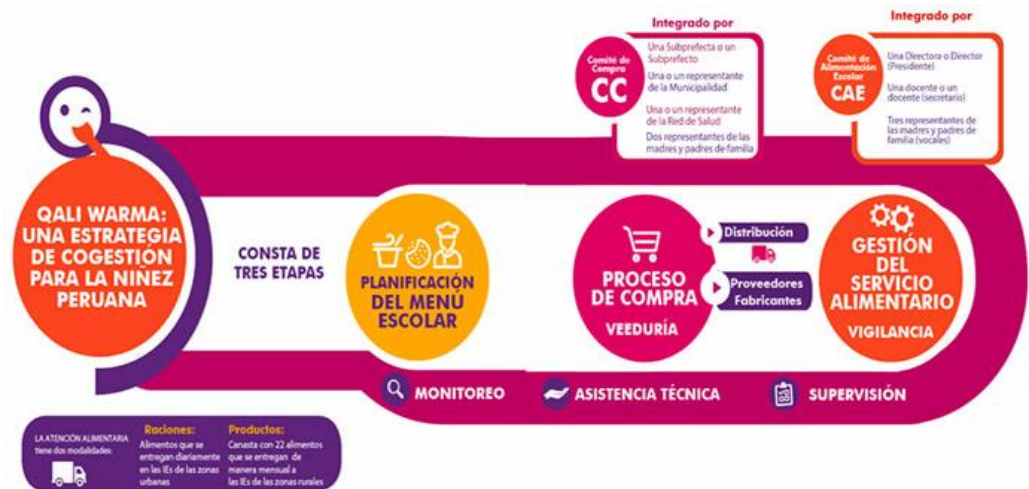 Integrado por
Comité de
Compra
CC
Una Subprefecta o un
Subprefecto
Una o un representante
de la Municipalidad
Una o un representante
de la Red de Salud
Dos representantes de las
madres y padres de familia
Integrado por
Comité de
Alimentación
Escolar
CAE
Una Directora o Director
(Presidente)
Una docente o un
docente (secretario)
Tres representantes de
las madres y padres de
familia (vocales)
QALI WARMA:
UNA ESTRATEGIA
DE COGESTIÓN
PARA LA NIÑEZ
PERUANA
CONSTA DE
TRES ETAPAS
PLANIFICACIÓN
DEL MENÚ
ESCOLAR
PROCESO
DE COMPRA
VEEDURÍA
Distribución
Proveedores
Fabricantes
GESTIÓN
DEL
SERVICIO
ALIMENTARIO
VIGILANCIA
MONITOREO
ASISTENCIA TÉCNICA
SUPERVISIÓN
LA ATENCIÓN ALIMENTARIA
tiene dos modalidades:
Raciones:
Alimentos que se
entregan diariamente
en las IEs de las zonas
urbanas
Productos:
Canasta con 22 alimentos
que se entregan de
manera mensual a
las IEs de las zonas rurales